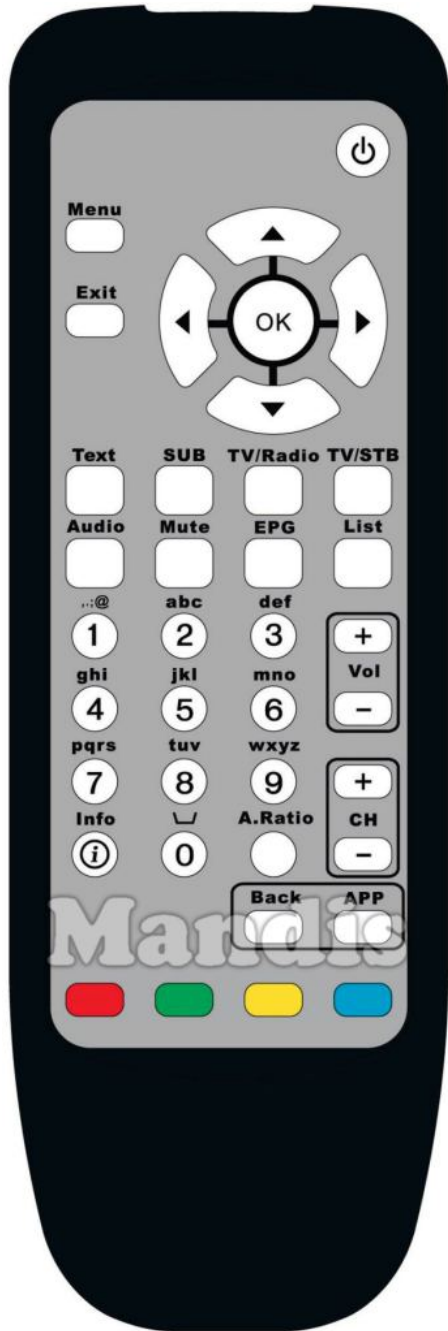 Menu
Exit
OK
Text SUB TV/Radio TV/STB
Audio Mute EPG List
.,:;@ abc def
1 2 3 +
ghi jkl mno Vol
4 5 6 −
pqrs tuv wxyz
7 8 9 +
Info A.Ratio CH
i 0 −
Back APP
Mandis